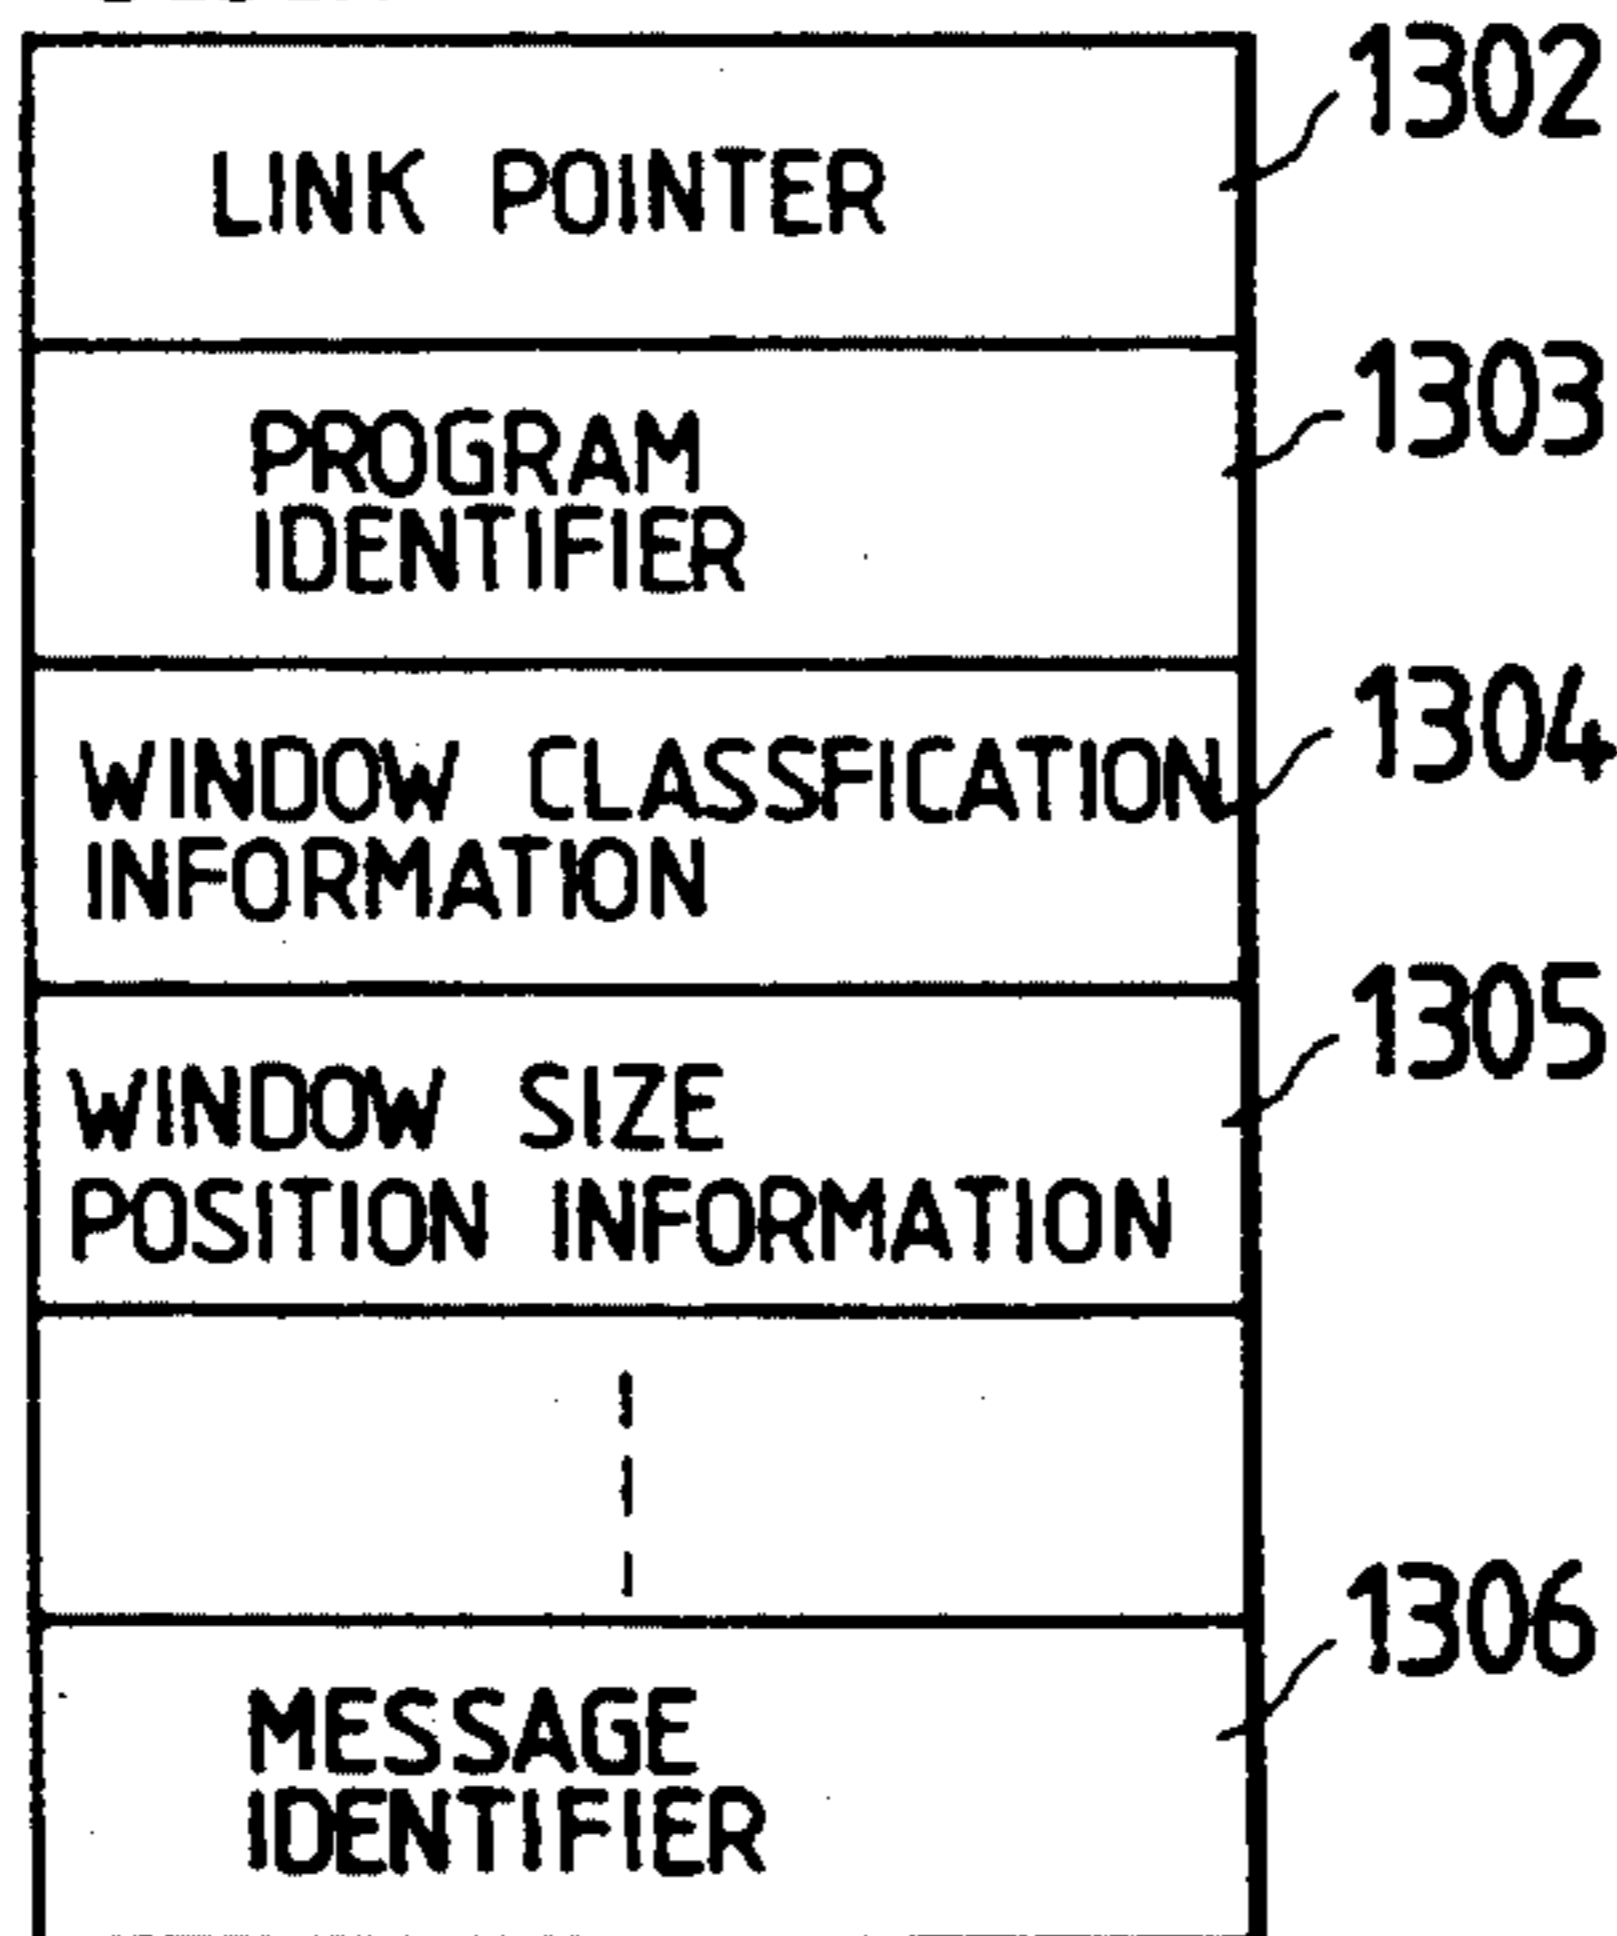 1302
LINK POINTER
1303
PROGRAM
IDENTIFIER
1304
WINDOW CLASSFICATION
INFORMATION
1305
WINDOW SIZE
POSITION INFORMATION
1306
MESSAGE
IDENTIFIER